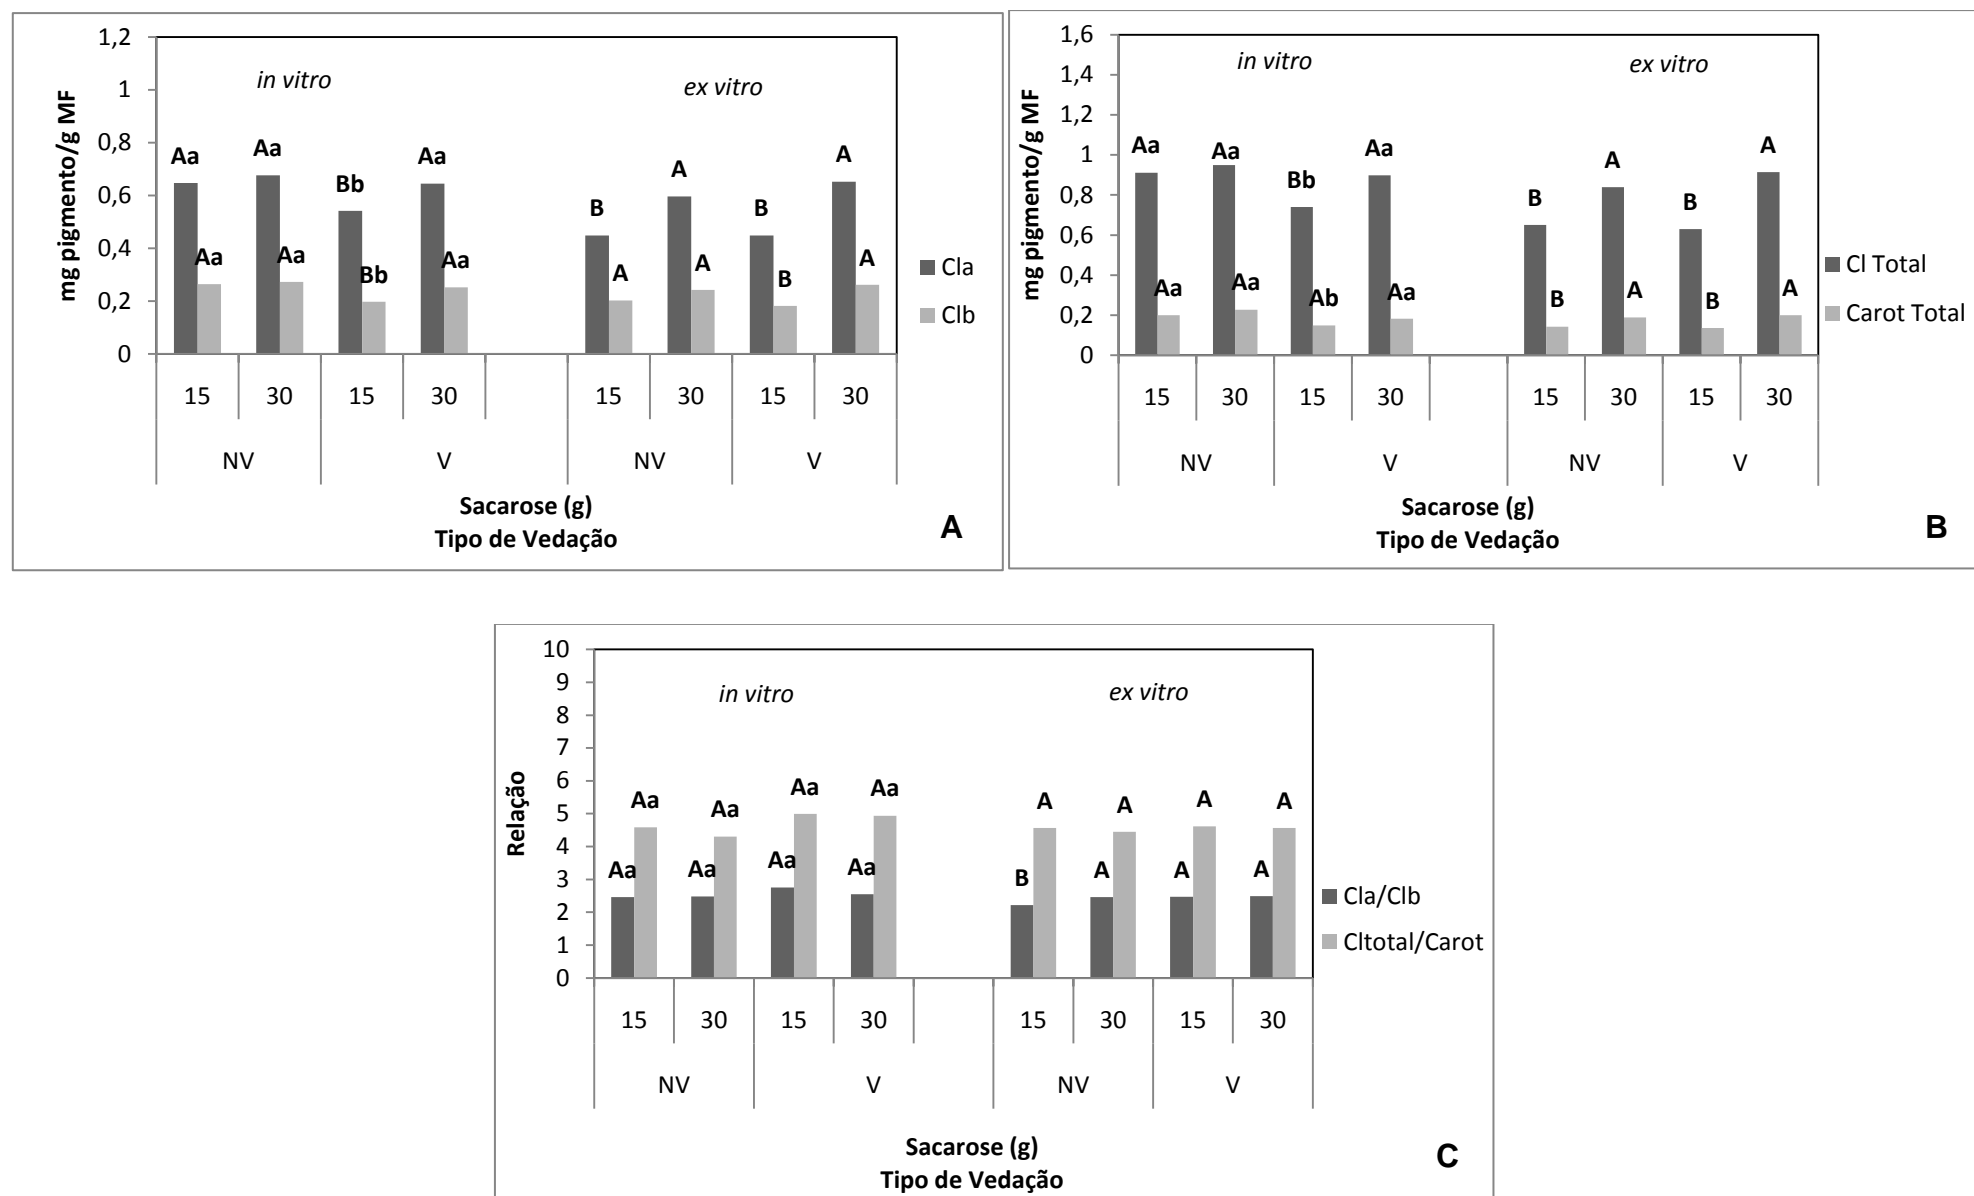 1,2
1
0,8
0,6
0,4
0,2
0
mg pigmento/g MF
in vitro
ex vitro
Aa Aa Bb Aa B A B A
Aa Aa Bb Aa A A B A
Cla
Clb
15 30 15 30 15 30 15 30
NV V NV V
Sacarose (g)
Tipo de Vedação
A
1,6
1,4
1,2
1
0,8
0,6
0,4
0,2
0
mg pigmento/g MF
in vitro
ex vitro
Aa Aa Bb Aa B A B A
Aa Aa Ab Aa B A B A
Cl Total
Carot Total
15 30 15 30 15 30 15 30
NV V NV V
Sacarose (g)
Tipo de Vedação
B
10
9
8
7
6
5
4
3
2
1
0
Relação
in vitro
ex vitro
Aa Aa Aa Aa A A A A
Aa Aa Aa Aa B A A A
Cla/Clb
Cltotal/Carot
15 30 15 30 15 30 15 30
NV V NV V
Sacarose (g)
Tipo de Vedação
C